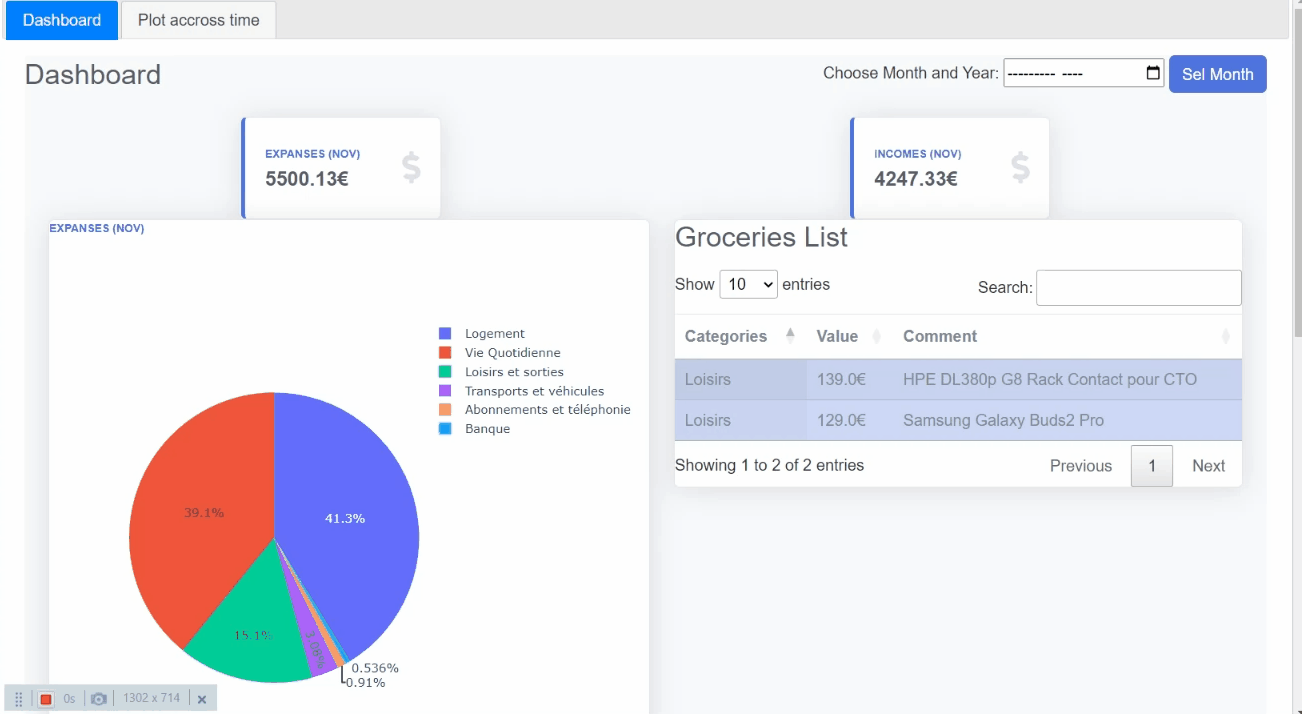 Dashboard Plot accross time
Dashboard
Choose Month and Year: --------- ---- Sel Month
EXPANSES (NOV)
5500.13€
$
INCOMES (NOV)
4247.33€
$
EXPANSES (NOV)
Logement
Vie Quotidienne
Loisirs et sorties
Transports et véhicules
Abonnements et téléphonie
Banque
39.1%
41.3%
15.1%
3.08%
0.536%
0.91%
Groceries List
Show 10 entries Search:
Categories Value Comment
Loisirs 139.0€ HPE DL380p G8 Rack Contact pour CTO
Loisirs 129.0€ Samsung Galaxy Buds2 Pro
Showing 1 to 2 of 2 entries Previous 1 Next
0s 1302 x 714